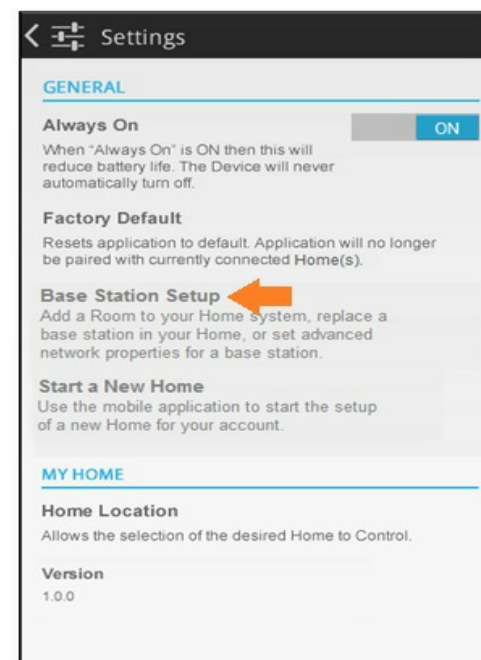 Settings
GENERAL
Always On
ON
When “Always On” is ON then this will
reduce battery life. The Device will never
automatically turn off.
Factory Default
Resets application to default. Application will no longer
be paired with currently connected Home(s).
Base Station Setup
Add a Room to your Home system, replace a
base station in your Home, or set advanced
network properties for a base station.
Start a New Home
Use the mobile application to start the setup
of a new Home for your account.
MY HOME
Home Location
Allows the selection of the desired Home to Control.
Version
1.0.0